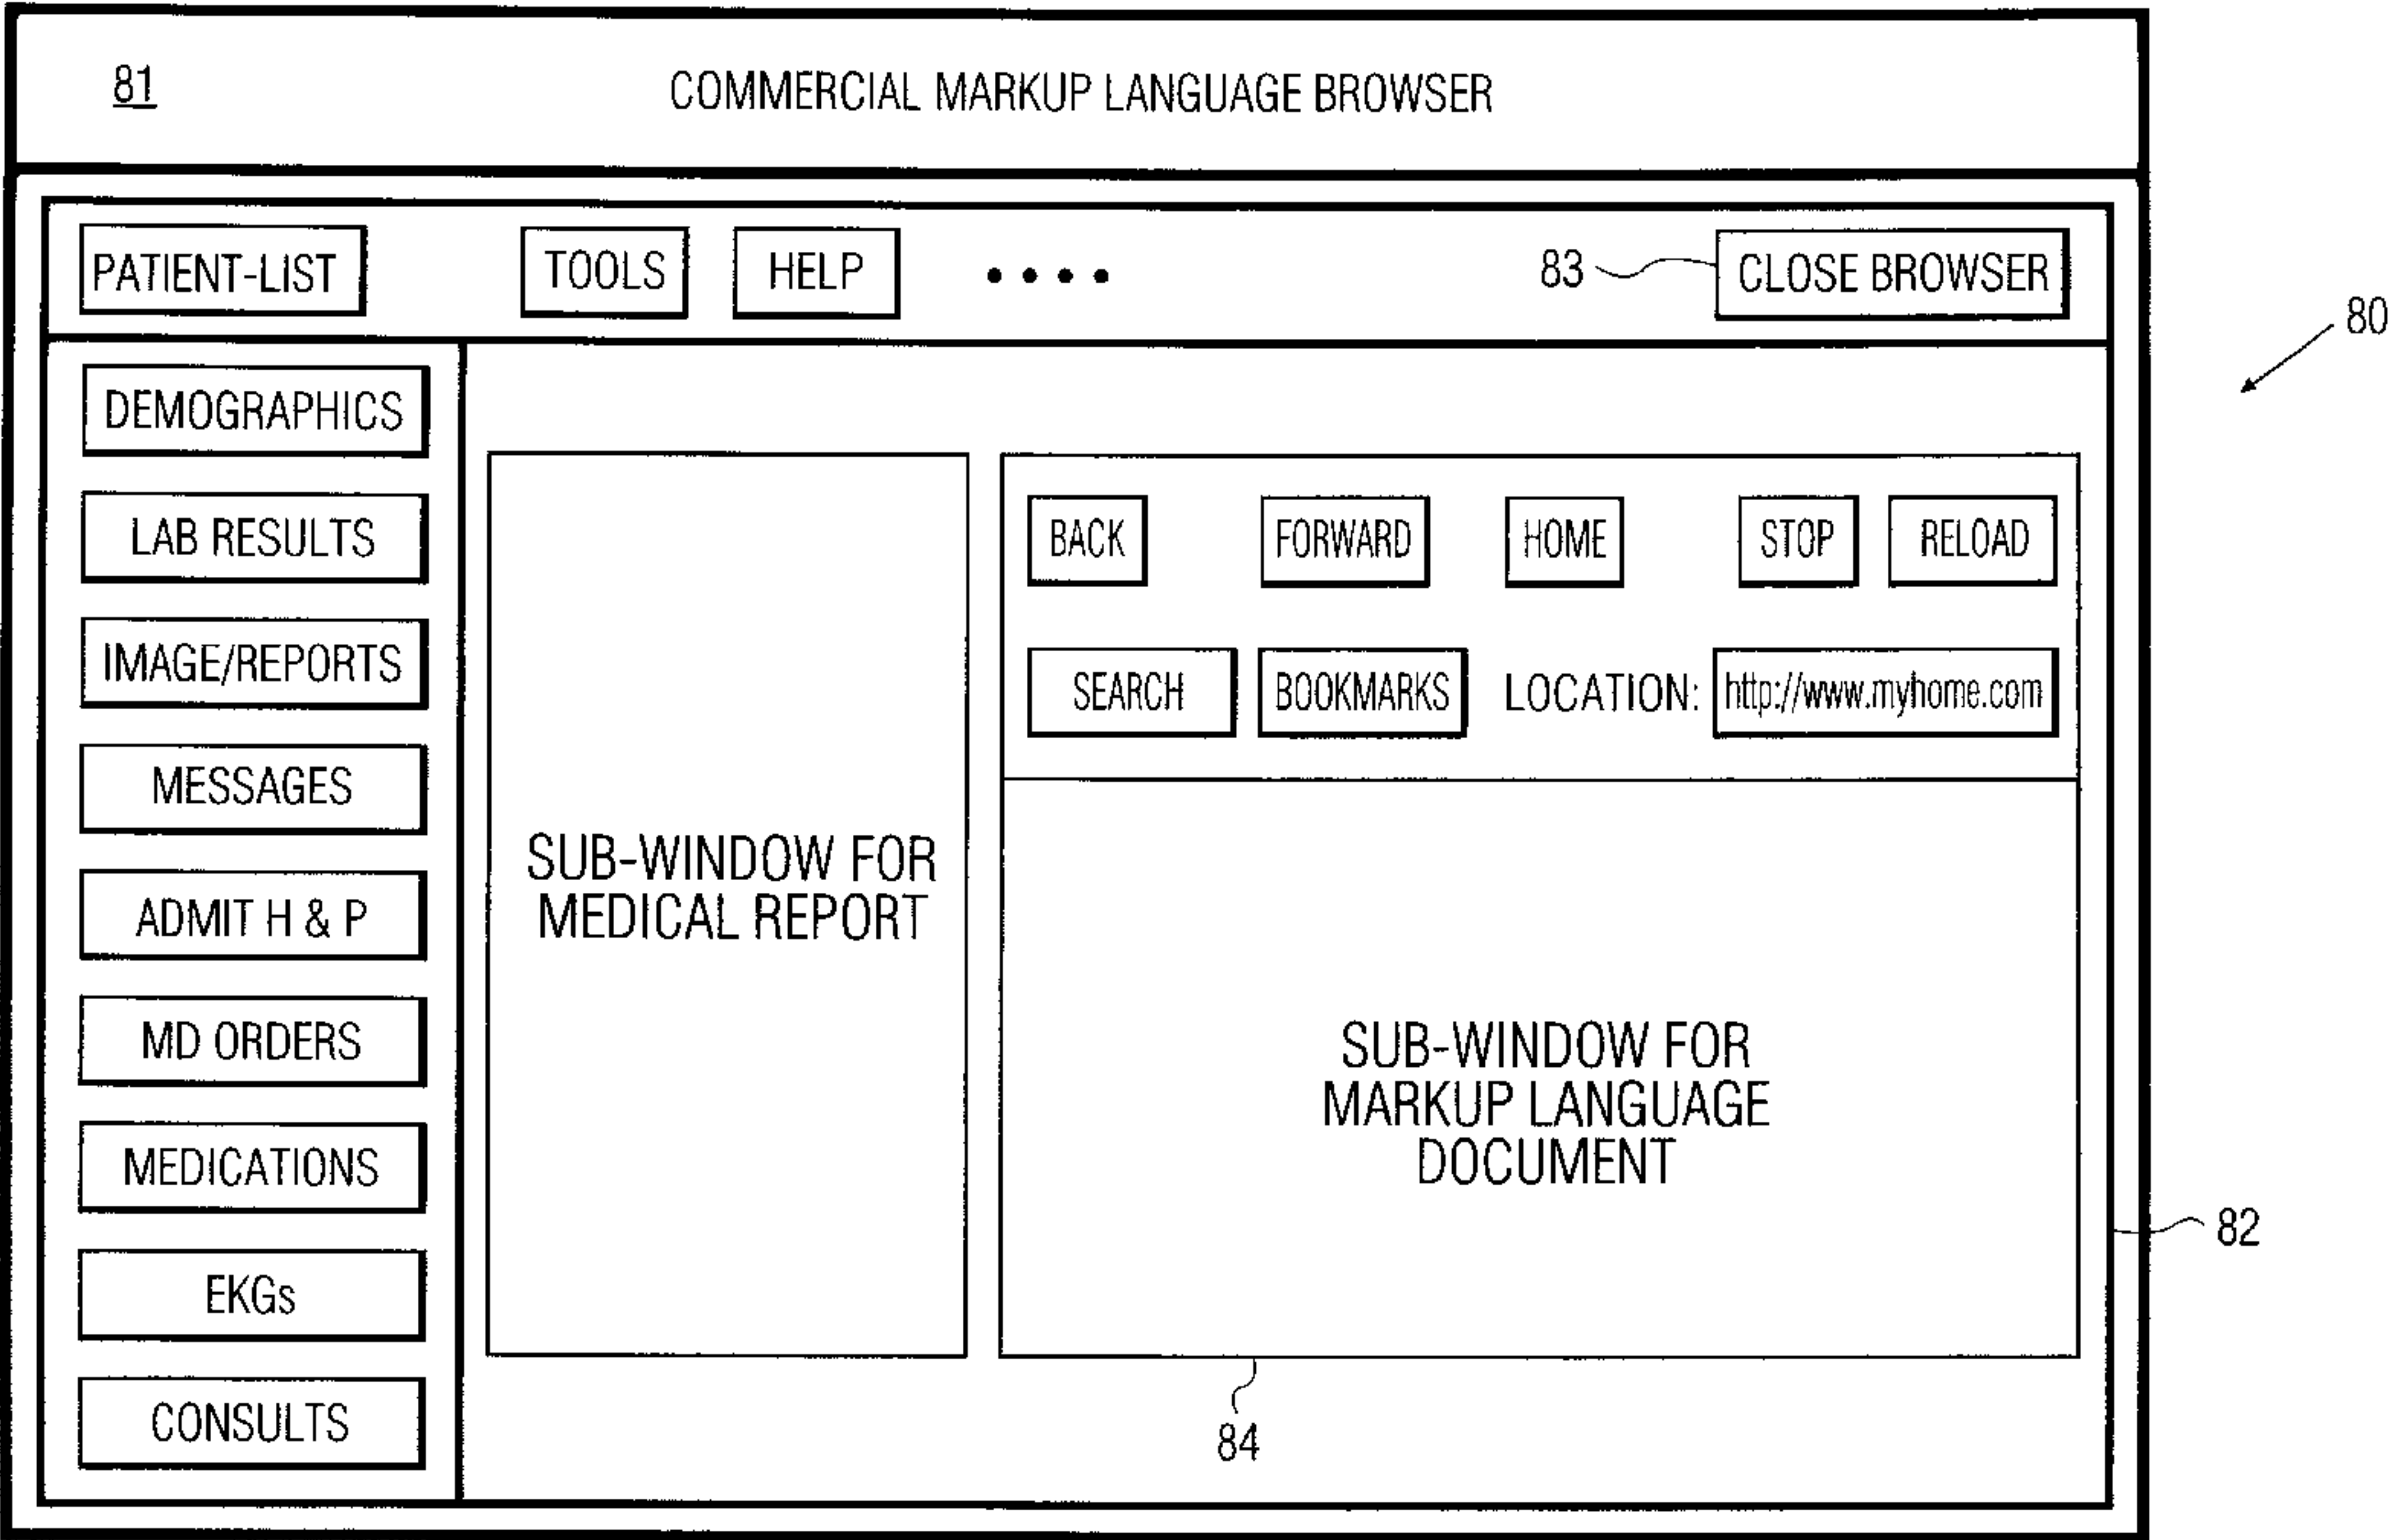 81
COMMERCIAL MARKUP LANGUAGE BROWSER
PATIENT-LIST
TOOLS
HELP
....
83
CLOSE BROWSER
80
DEMOGRAPHICS
LAB RESULTS
IMAGE/REPORTS
MESSAGES
ADMIT H & P
MD ORDERS
MEDICATIONS
EKGs
CONSULTS
SUB-WINDOW FOR
MEDICAL REPORT
BACK
FORWARD
HOME
STOP
RELOAD
SEARCH
BOOKMARKS
LOCATION:
http://www.myhome.com
SUB-WINDOW FOR
MARKUP LANGUAGE
DOCUMENT
82
84